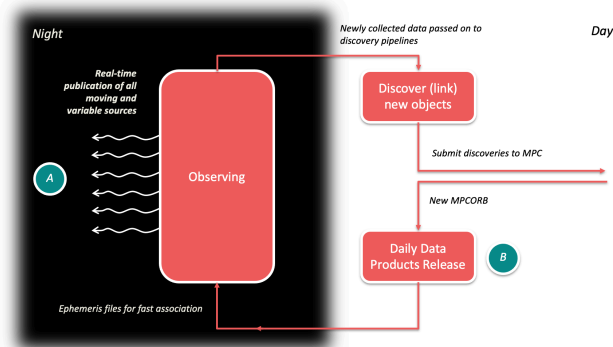 Night
Day
Newly collected data passed on to
discovery pipelines
Real-time
publication of all
moving and
variable sources
Discover (link)
new objects
A
Observing
Submit discoveries to MPC
New MPCORB
Daily Data
Products Release
B
Ephemeris files for fast association